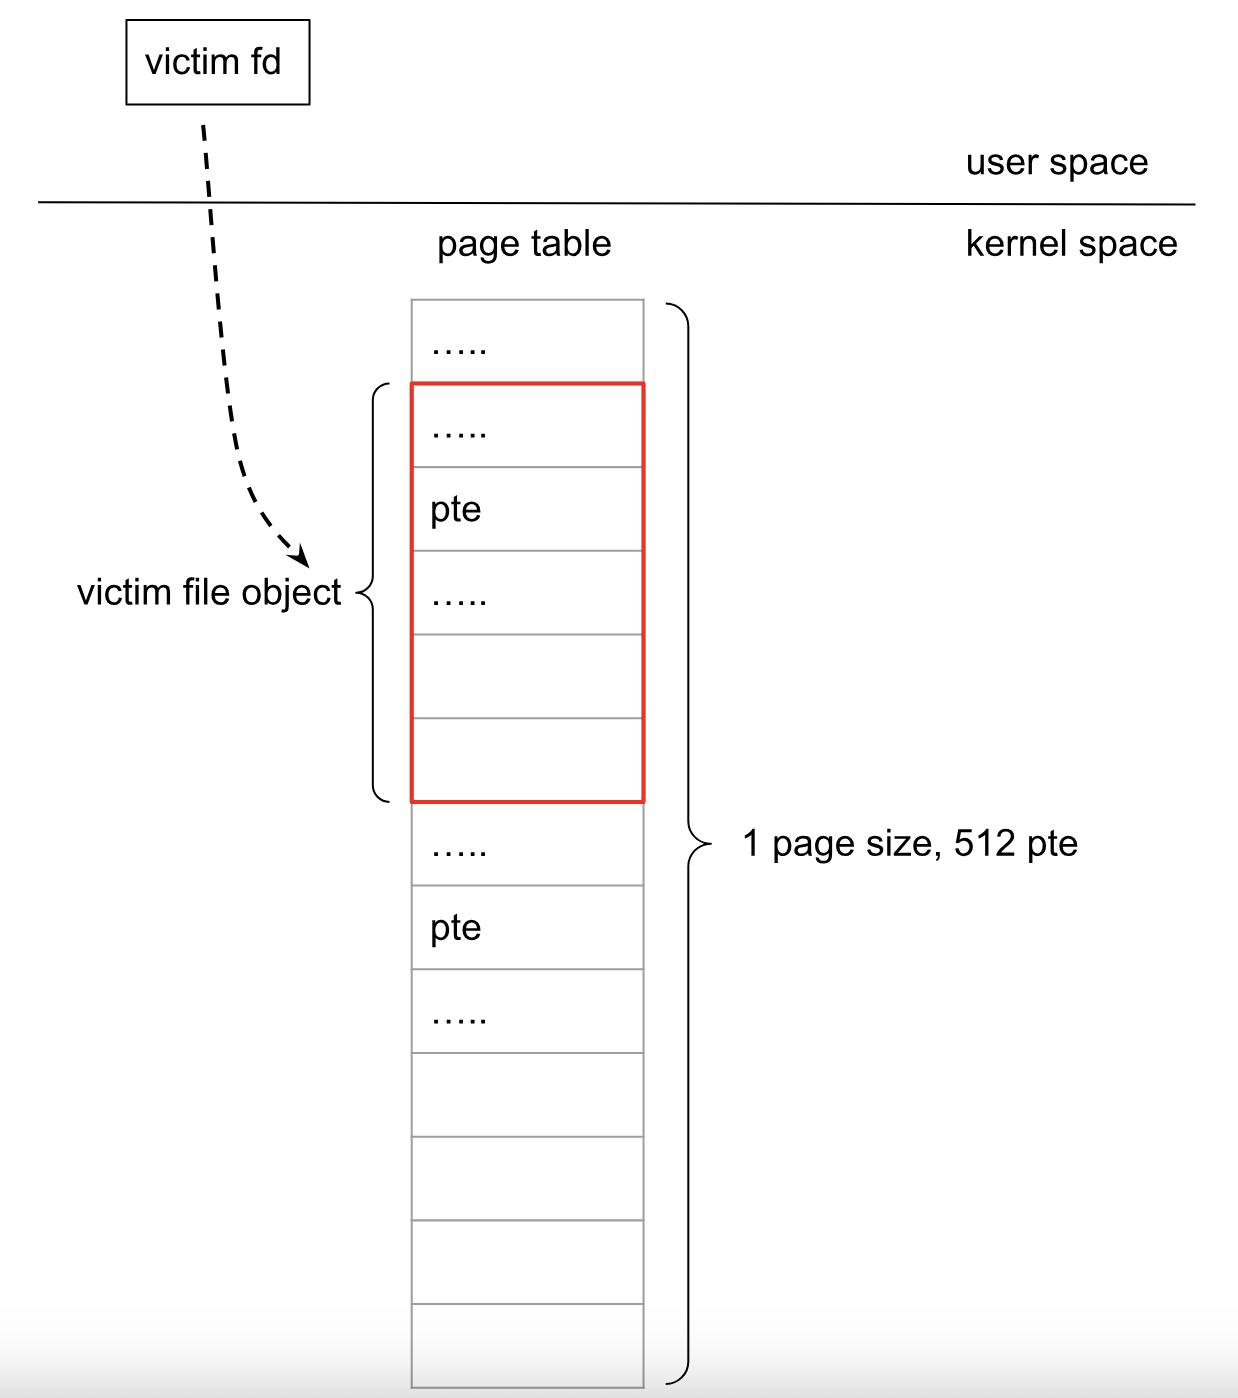 victim fd
user space
page table
kernel space
.....
.....
pte
victim file object
.....
.....
1 page size, 512 pte
pte
.....